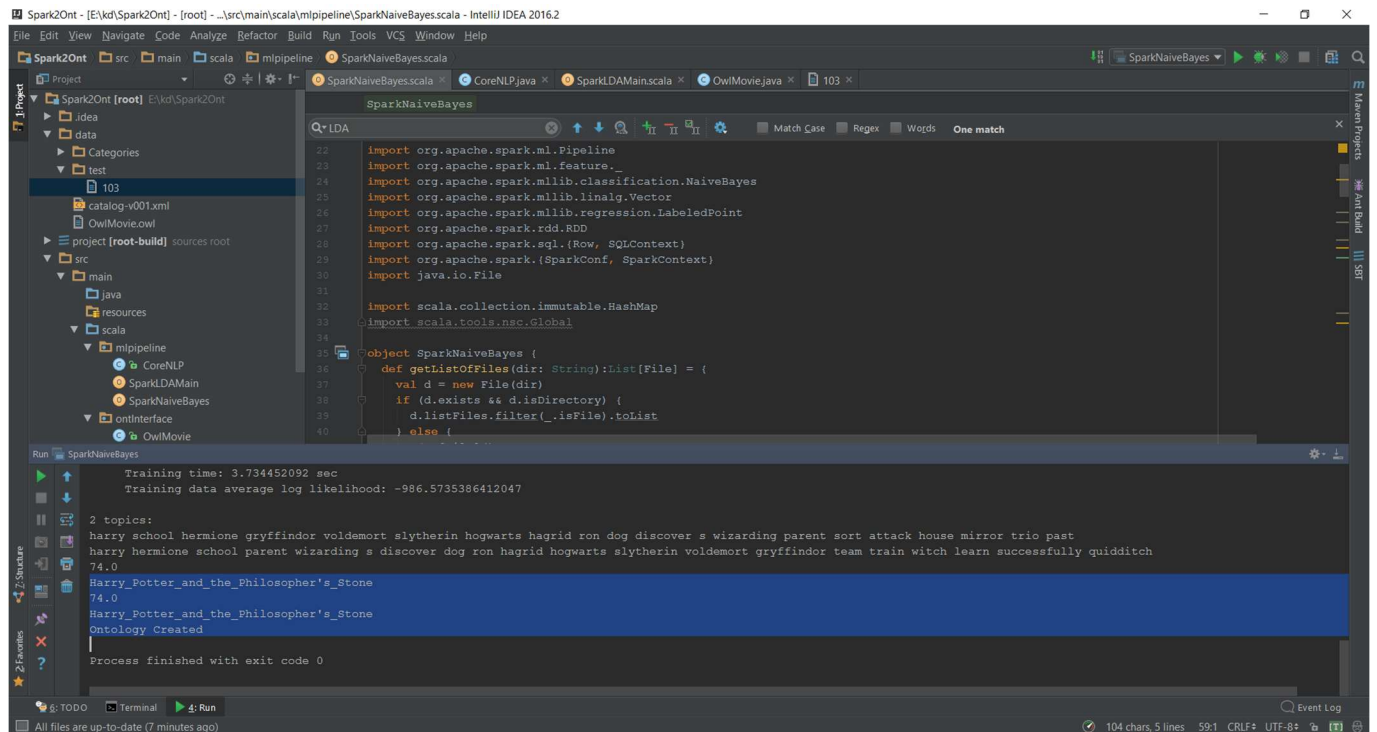 Spark2Ont - [E:\kd\Spark2Ont] - [root] - ...\src\main\scala\mlpipeline\SparkNaiveBayes.scala - IntelliJ IDEA 2016.2
File Edit View Navigate Code Analyze Refactor Build Run Tools VCS Window Help
Spark2Ont src main scala mlpipeline SparkNaiveBayes.scala
SparkNaiveBayes
Project
1: Project
Spark2Ont [root] E:\kd\Spark2Ont
.idea
data
Categories
test
103
catalog-v001.xml
OwlMovie.owl
project [root-build] sources root
src
main
java
resources
scala
mlpipeline
CoreNLP
SparkLDAMain
SparkNaiveBayes
ontInterface
OwlMovie
SparkNaiveBayes.scala CoreNLP.java SparkLDAMain.scala OwlMovie.java 103
SparkNaiveBayes
LDA Match Case Regex Words One match
22 import org.apache.spark.ml.Pipeline
23 import org.apache.spark.ml.feature._
24 import org.apache.spark.mllib.classification.NaiveBayes
25 import org.apache.spark.mllib.linalg.Vector
26 import org.apache.spark.mllib.regression.LabeledPoint
27 import org.apache.spark.rdd.RDD
28 import org.apache.spark.sql.{Row, SQLContext}
29 import org.apache.spark.{SparkConf, SparkContext}
30 import java.io.File
31
32 import scala.collection.immutable.HashMap
33 import scala.tools.nsc.Global
34
35 object SparkNaiveBayes {
36 def getListOfFiles(dir: String):List[File] = {
37 val d = new File(dir)
38 if (d.exists && d.isDirectory) {
39 d.listFiles.filter(_.isFile).toList
40 } else {
Maven Projects
Ant Build
SBT
Run SparkNaiveBayes
Training time: 3.734452092 sec
Training data average log likelihood: -986.5735386412047
2 topics:
harry school hermione gryffindor voldemort slytherin hogwarts hagrid ron dog discover s wizarding parent sort attack house mirror trio past
harry hermione school parent wizarding s discover dog ron hagrid hogwarts slytherin voldemort gryffindor team train witch learn successfully quidditch
74.0
Harry_Potter_and_the_Philosopher's_Stone
74.0
Harry_Potter_and_the_Philosopher's_Stone
Ontology Created
Process finished with exit code 0
Z: Structure
2: Favorites
6: TODO Terminal 4: Run Event Log
All files are up-to-date (7 minutes ago) 104 chars, 5 lines 59:1 CRLF UTF-8 [T]